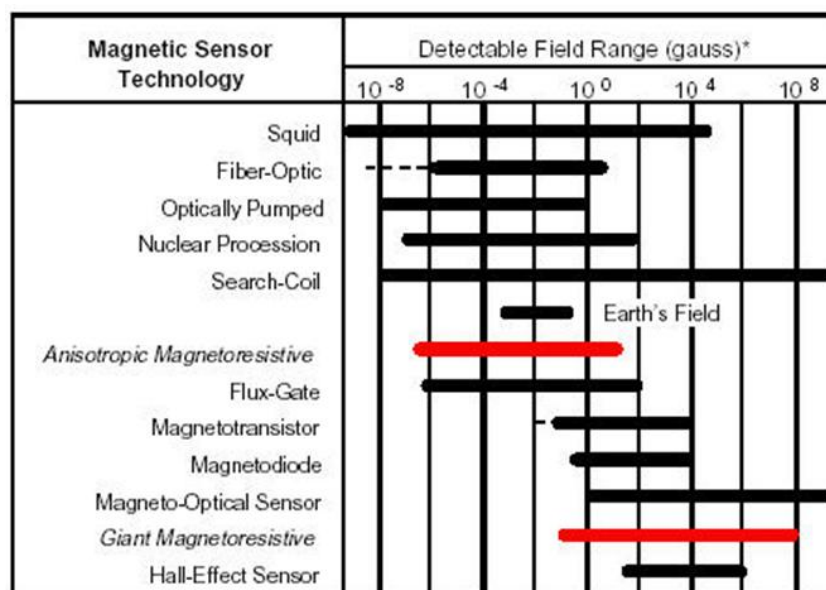 Magnetic Sensor
Technology
Detectable Field Range (gauss)*
10 -8 10 -4 10 0 10 4 10 8
Squid
Fiber-Optic
Optically Pumped
Nuclear Procession
Search-Coil
Earth's Field
Anisotropic Magnetoresistive
Flux-Gate
Magnetotransistor
Magnetodiode
Magneto-Optical Sensor
Giant Magnetoresistive
Hall-Effect Sensor